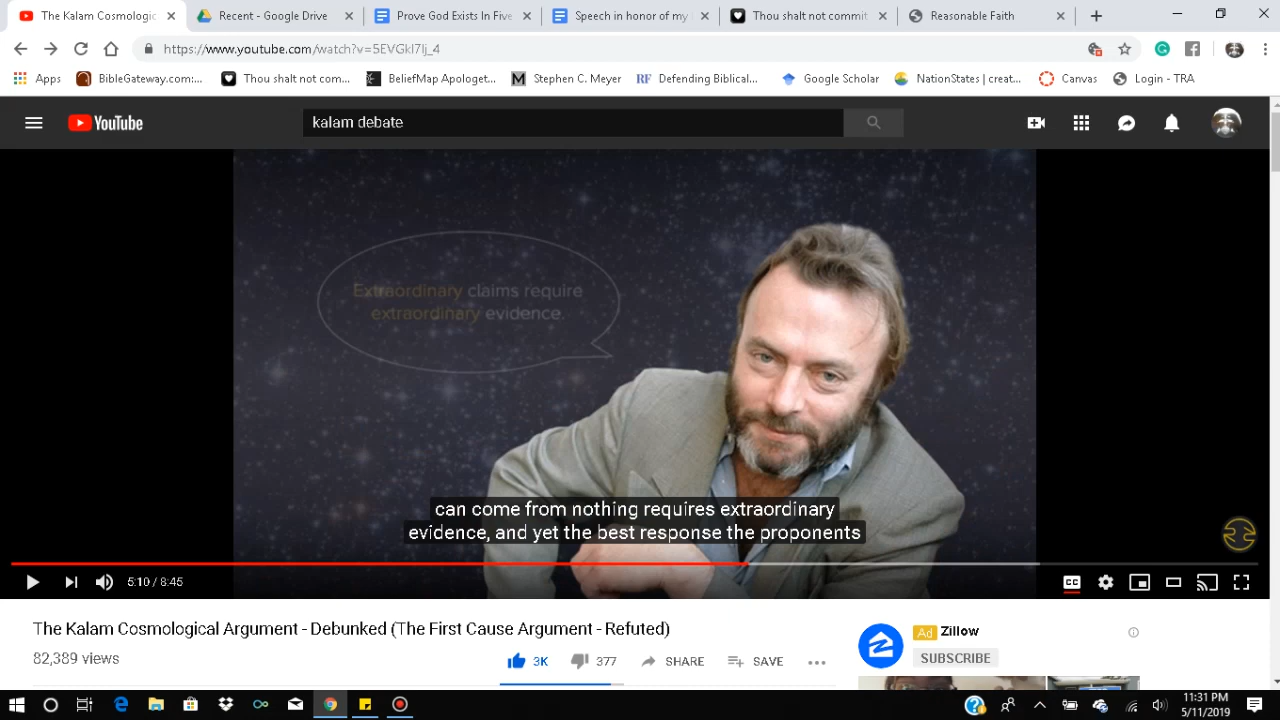 The Kalam Cosmologic
Recent - Google Drive
Prove God Exists In Five
Speech in honor of my
Thou shalt not commit
Reasonable Faith
https://www.youtube.com/watch?v=5EVGkl7Ij_4
Apps
BibleGateway.com:...
Thou shalt not com...
BeliefMap Apologet...
M
Stephen C. Meyer
RF
Defending Biblical...
Google Scholar
NationStates | creat...
Canvas
Login - TRA
YouTube
kalam debate
Extraordinary claims require
extraordinary evidence.
can come from nothing requires extraordinary
evidence, and yet the best response the proponents
5:10 / 8:45
CC
The Kalam Cosmological Argument - Debunked (The First Cause Argument - Refuted)
82,389 views
3K
377
SHARE
SAVE
Ad
Zillow
SUBSCRIBE
11:31 PM
5/11/2019